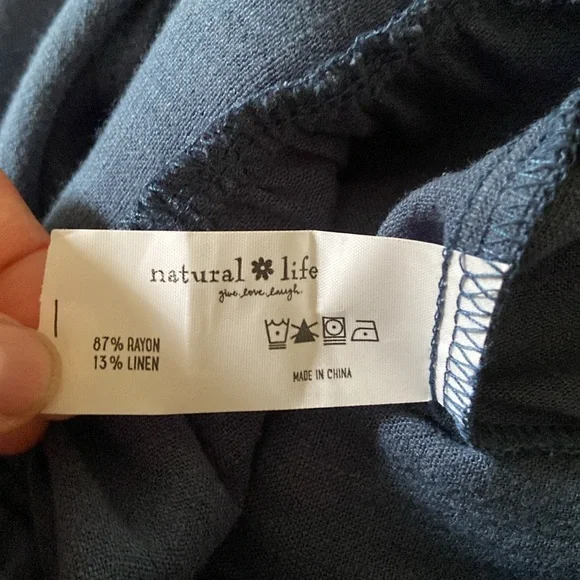 natural life
give.love.laugh.
87% RAYON
13% LINEN
MADE IN CHINA